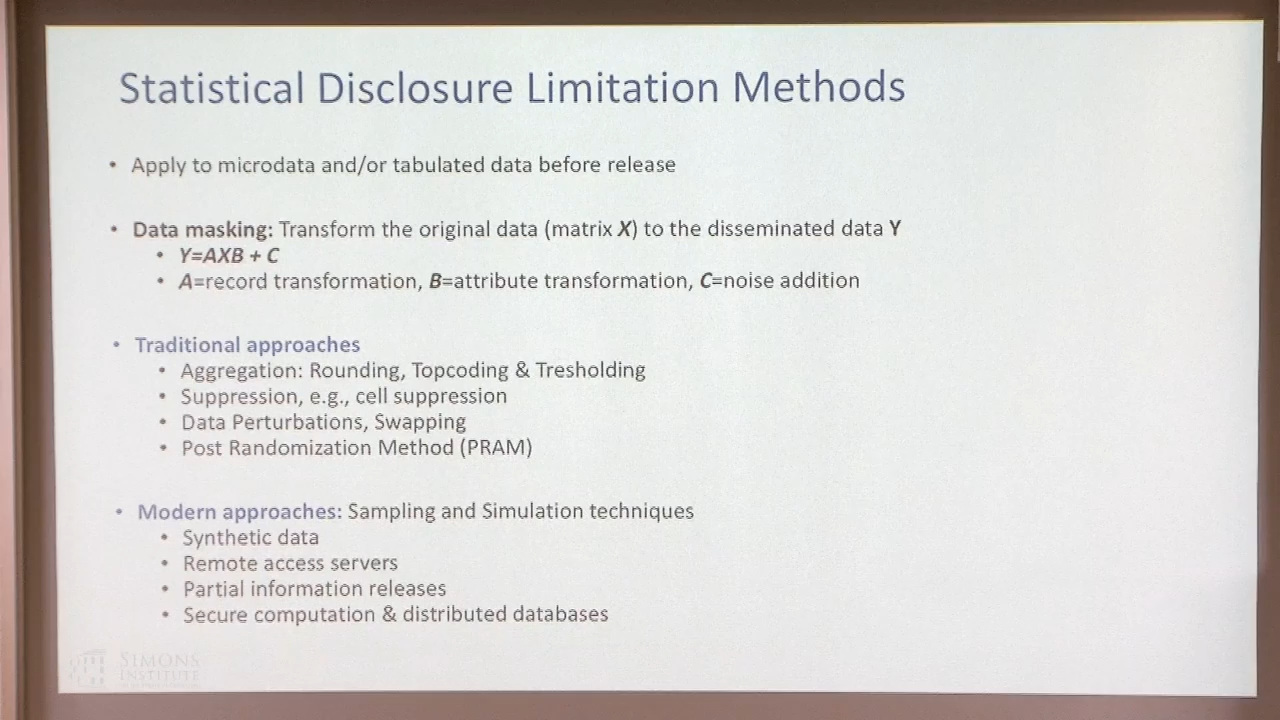 Statistical Disclosure Limitation Methods
• Apply to microdata and/or tabulated data before release
• Data masking: Transform the original data (matrix X) to the disseminated data Y
• Y=AXB + C
• A=record transformation, B=attribute transformation, C=noise addition
• Traditional approaches
• Aggregation: Rounding, Topcoding & Tresholding
• Suppression, e.g., cell suppression
• Data Perturbations, Swapping
• Post Randomization Method (PRAM)
• Modern approaches: Sampling and Simulation techniques
• Synthetic data
• Remote access servers
• Partial information releases
• Secure computation & distributed databases
SIMONS
INSTITUTE